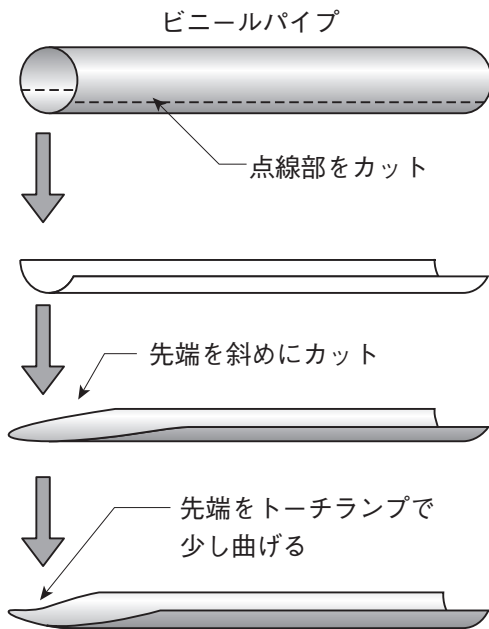 ビニールパイプ
点線部をカット
先端を斜めにカット
先端をトーチランプで
少し曲げる